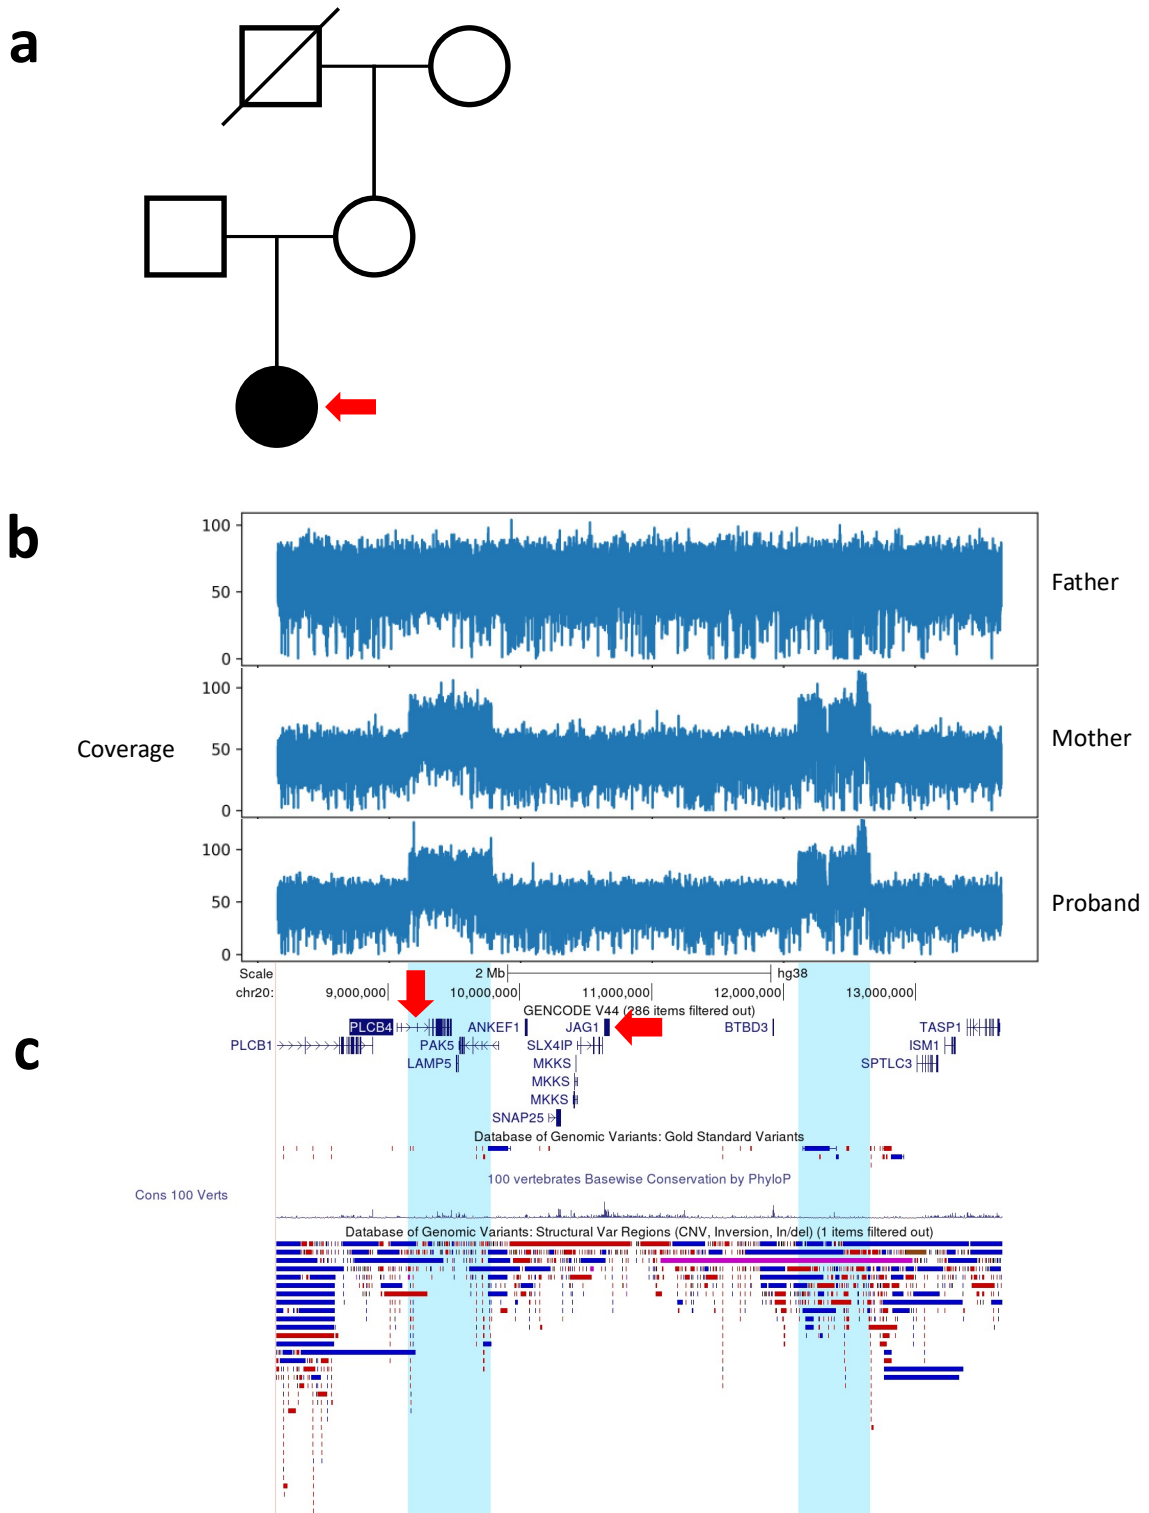 a
b
100
50
0
Father
100
50
0
Mother
Coverage
100
50
0
Proband
Scale 2 Mb hg38
chr20: 9,000,000 10,000,000 11,000,000 12,000,000 13,000,000
GENCODE V44 (286 items filtered out)
c
PLCB4 ANKEF1 JAG1 BTBD3 TASP1
PLCB1 PAK5 SLX4IP ISM1
LAMP5 MKKS SPTLC3
MKKS
MKKS
SNAP25
Database of Genomic Variants: Gold Standard Variants
100 vertebrates Basewise Conservation by PhyloP
Cons 100 Verts
Database of Genomic Variants: Structural Var Regions (CNV, Inversion, In/del) (1 items filtered out)